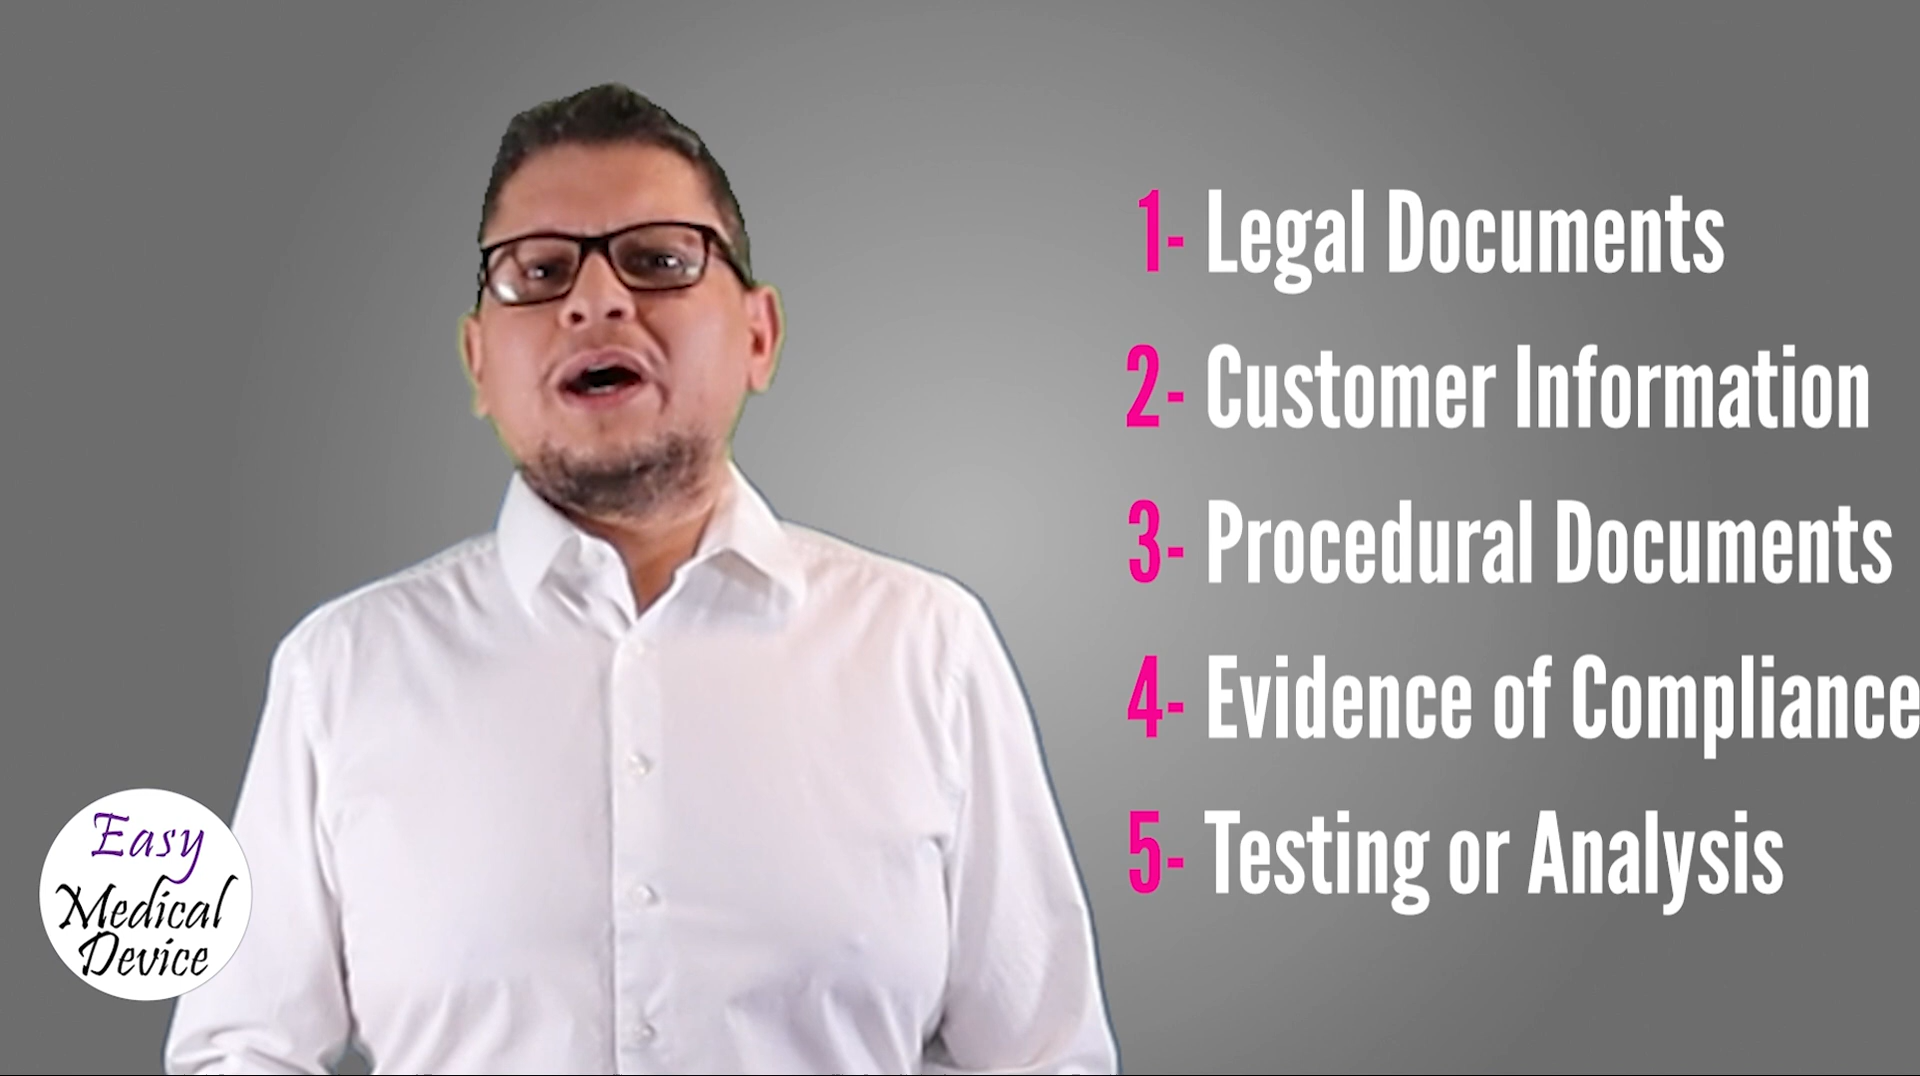 1- Legal Documents
2- Customer Information
3- Procedural Documents
4- Evidence of Compliance
5- Testing or Analysis
Easy
Medical
Device